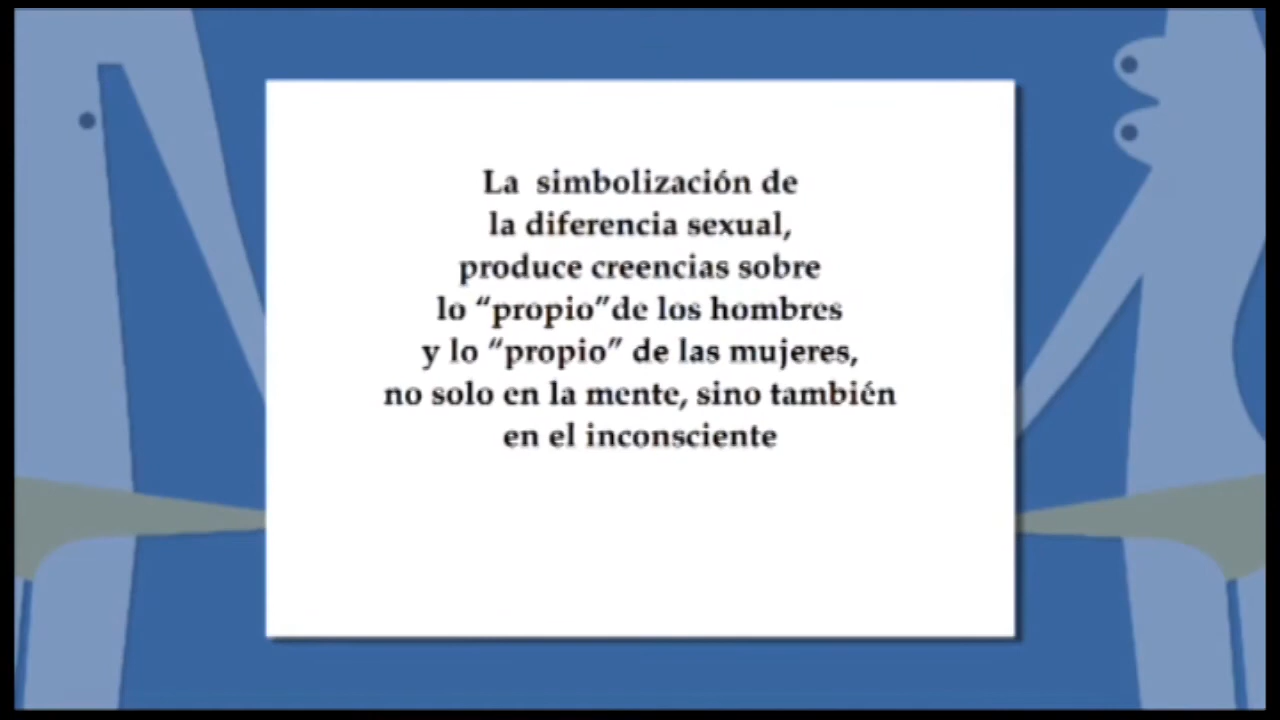 La  simbolización de
la diferencia sexual,
produce creencias sobre
lo “propio”de los hombres
y lo “propio” de las mujeres,
no solo en la mente, sino también
en el inconsciente